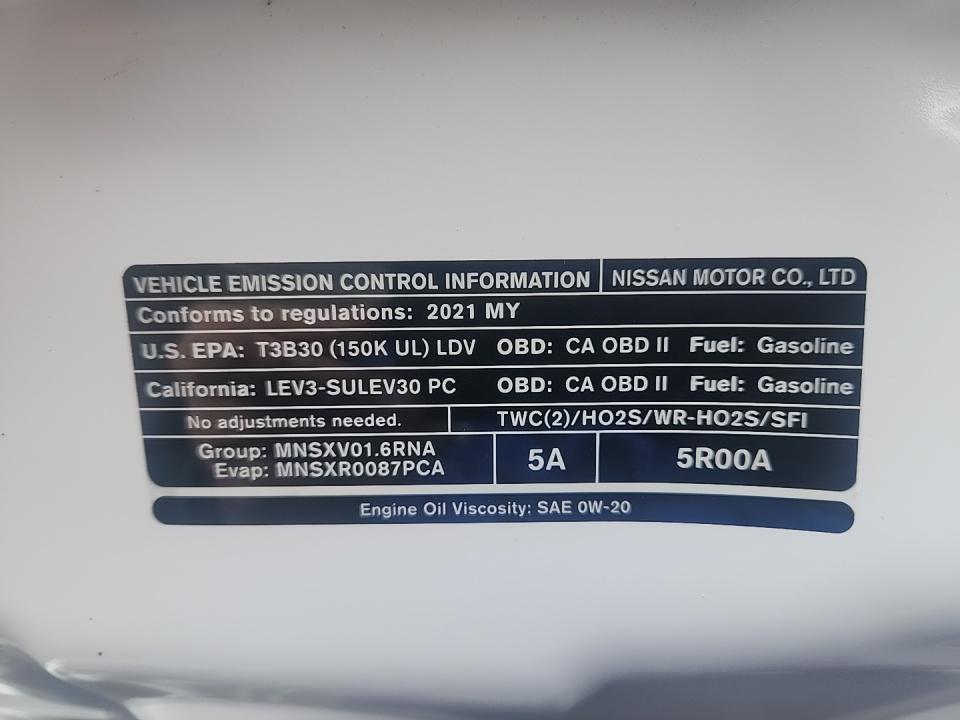 VEHICLE EMISSION CONTROL INFORMATION NISSAN MOTOR CO., LTD
Conforms to regulations: 2021 MY
U.S. EPA: T3B30 (150K UL) LDV OBD: CA OBD II Fuel: Gasoline
California: LEV3-SULEV30 PC OBD: CA OBD II Fuel: Gasoline
No adjustments needed. TWC(2)/HO2S/WR-HO2S/SFI
Group: MNSXV01.6RNA
Evap: MNSXR0087PCA
5A 5R00A
Engine Oil Viscosity: SAE 0W-20